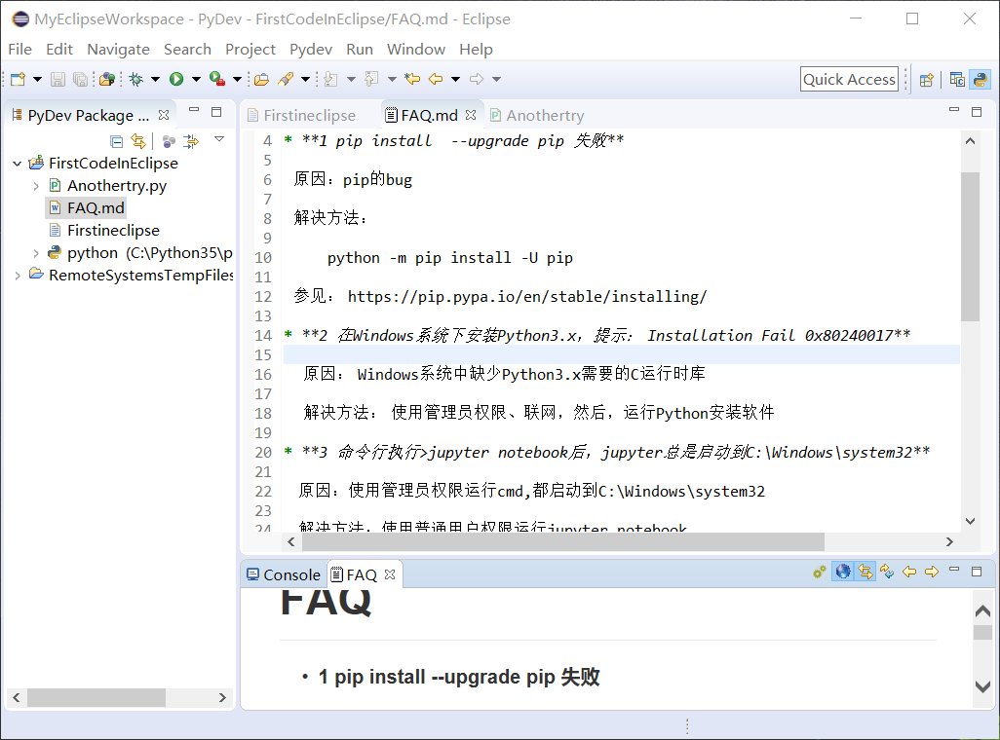 MyEclipseWorkspace - PyDev - FirstCodeInEclipse/FAQ.md - Eclipse
File Edit Navigate Search Project Pydev Run Window Help
Quick Access
PyDev Package ...
Firstineclipse FAQ.md Anothertry
FirstCodeInEclipse
Anothertry.py
FAQ.md
Firstineclipse
python (C:\Python35\p
RemoteSystemsTempFiles
4 * **1 pip install  --upgrade pip 失败**
5
6 原因：pip的bug
7
8 解决方法：
9
10 python -m pip install -U pip
11
12 参见： https://pip.pypa.io/en/stable/installing/
13
14 * **2 在Windows系统下安装Python3.x，提示： Installation Fail 0x80240017**
15
16 原因： Windows系统中缺少Python3.x需要的C运行时库
17
18 解决方法： 使用管理员权限、联网，然后，运行Python安装软件
19
20 * **3 命令行执行>jupyter notebook后，jupyter总是启动到C:\Windows\system32**
21
22 原因：使用管理员权限运行cmd,都启动到C:\Windows\system32
23
24 解决方法：使用普通用户权限运行jupyter notebook
Console FAQ
FAQ
• 1 pip install --upgrade pip 失败